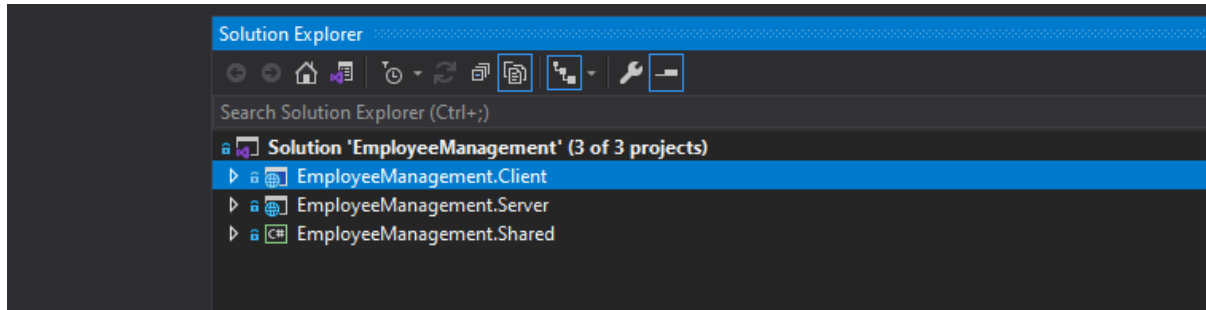 Solution Explorer
Search Solution Explorer (Ctrl+;)
Solution 'EmployeeManagement' (3 of 3 projects)
EmployeeManagement.Client
EmployeeManagement.Server
C# EmployeeManagement.Shared